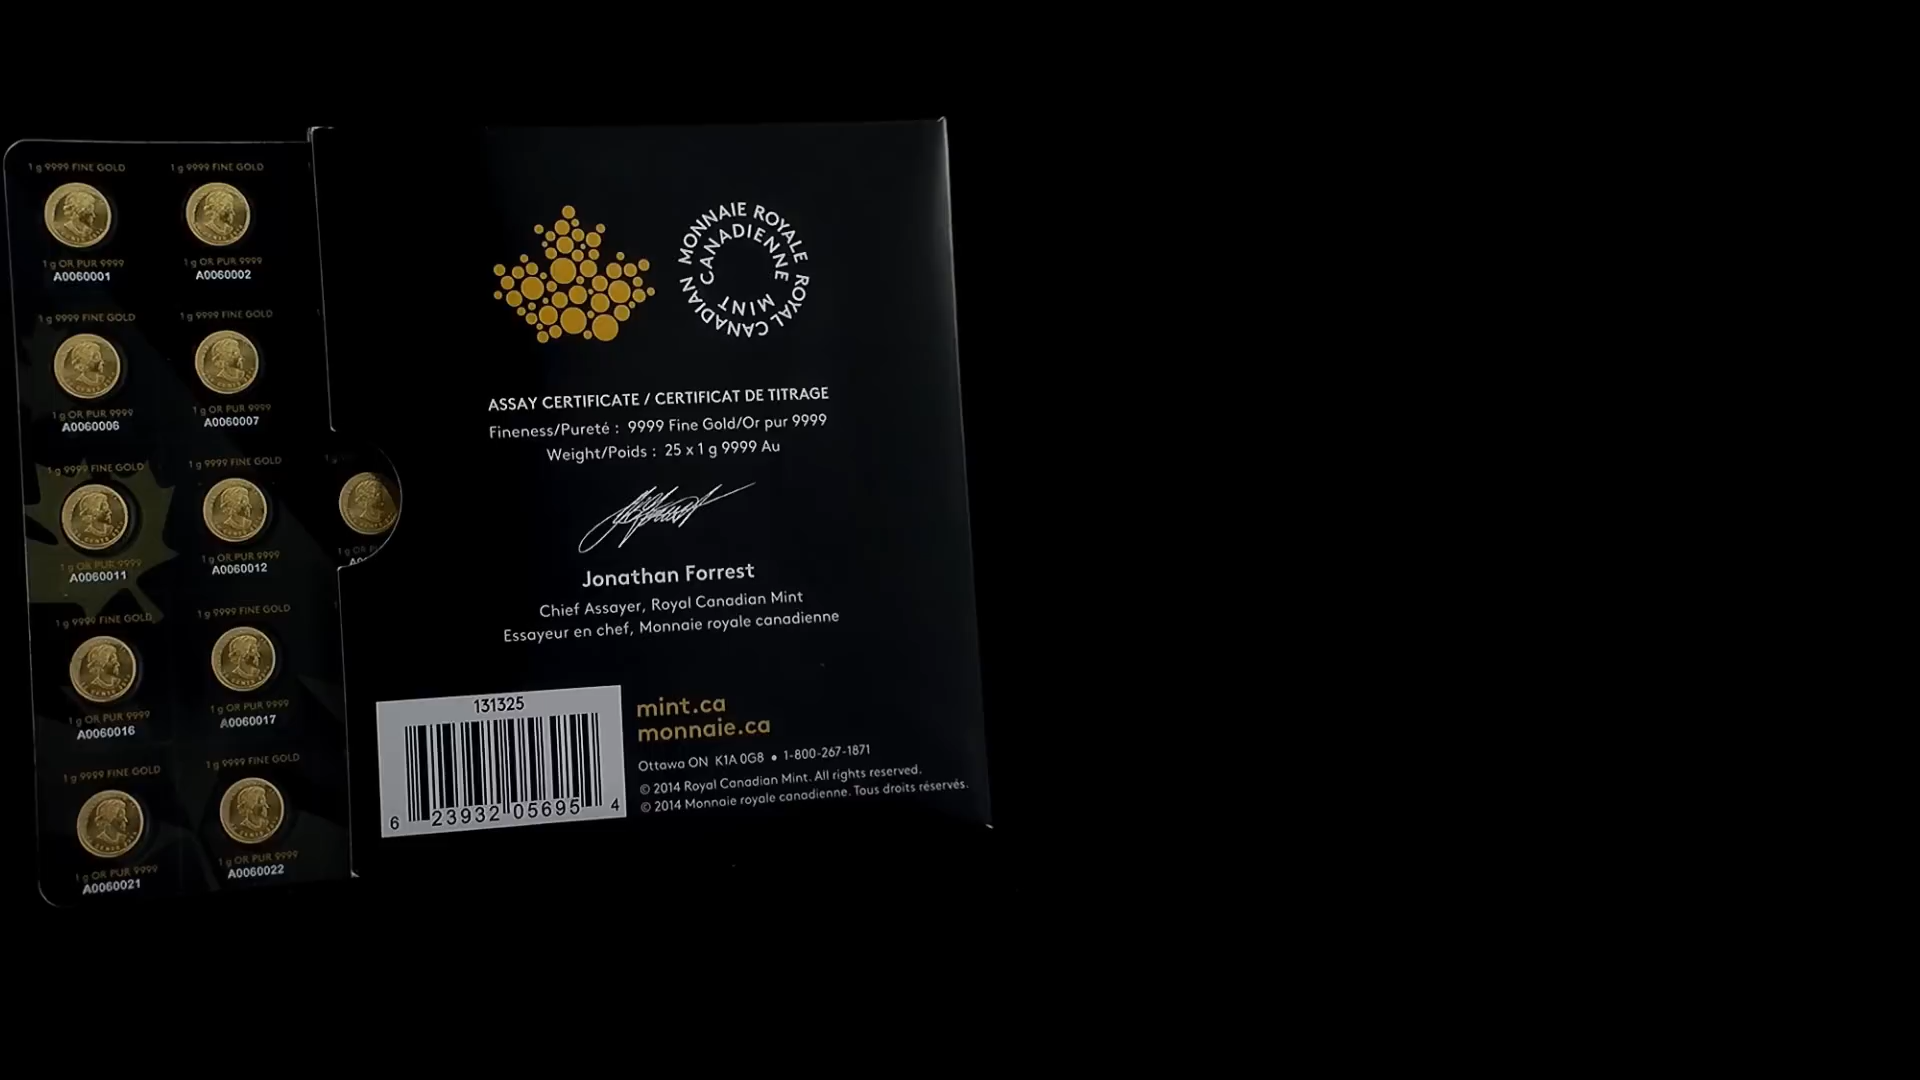 1 g 9999 FINE GOLD
1 g 9999 FINE GOLD
1 g OR PUR 9999
A0060001
1 g OR PUR 9999
A0060002
1 g 9999 FINE GOLD
1 g 9999 FINE GOLD
1 g OR PUR 9999
A0060006
1 g OR PUR 9999
A0060007
1 g 9999 FINE GOLD
1 g 9999 FINE GOLD
1 g OR PUR 9999
A0060011
1 g OR PUR 9999
A0060012
1 g 9999 FINE GOLD
1 g 9999 FINE GOLD
1 g OR PUR 9999
A0060016
1 g OR PUR 9999
A0060017
1 g 9999 FINE GOLD
1 g 9999 FINE GOLD
1 g OR PUR 9999
A0060021
1 g OR PUR 9999
A0060022
MONNAIE ROYALE CANADIENNE
ROYAL CANADIAN MINT
ASSAY CERTIFICATE / CERTIFICAT DE TITRAGE
Fineness/Pureté : 9999 Fine Gold/Or pur 9999
Weight/Poids : 25 x 1 g 9999 Au
Jonathan Forrest
Chief Assayer, Royal Canadian Mint
Essayeur en chef, Monnaie royale canadienne
131325
6 23932 05695 4
mint.ca
monnaie.ca
Ottawa ON K1A 0G8 • 1-800-267-1871
© 2014 Royal Canadian Mint. All rights reserved.
© 2014 Monnaie royale canadienne. Tous droits réservés.